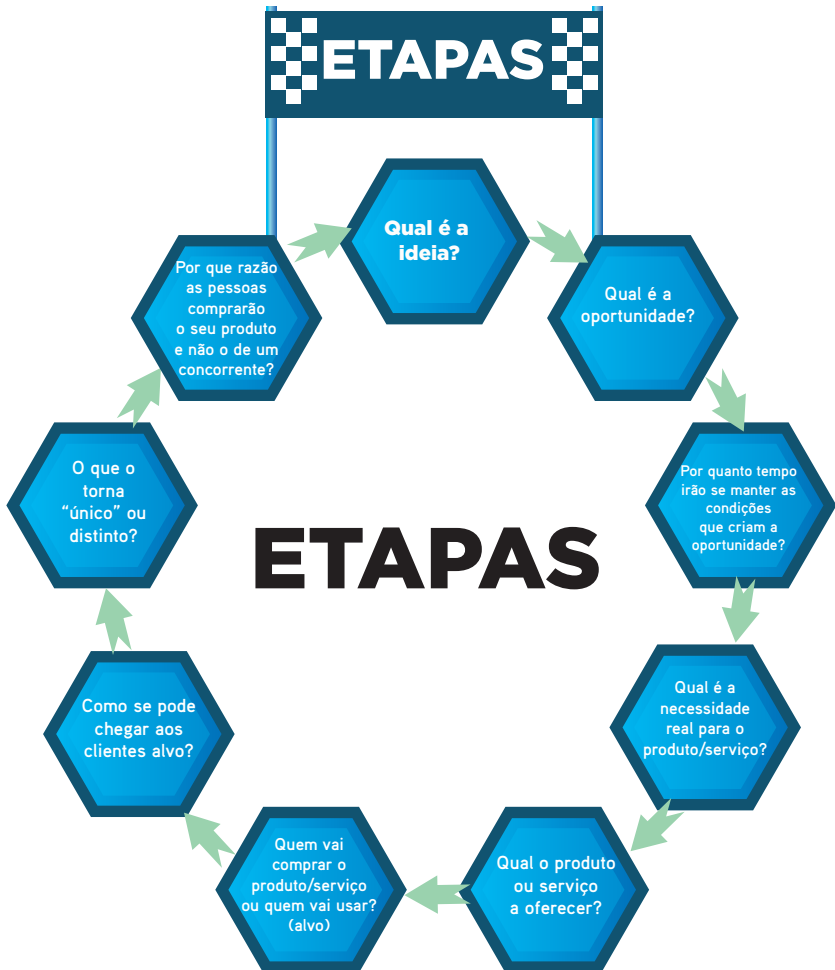 ETAPAS
Qual é a
ideia?
Qual é a
oportunidade?
Por quanto tempo
irão se manter as
condições
que criam a
oportunidade?
Qual é a
necessidade
real para o
produto/serviço?
Qual o produto
ou serviço
a oferecer?
Quem vai
comprar o
produto/serviço
ou quem vai usar?
(alvo)
Como se pode
chegar aos
clientes alvo?
O que o
torna
“único” ou
distinto?
Por que razão
as pessoas
comprarão
o seu produto
e não o de um
concorrente?
ETAPAS